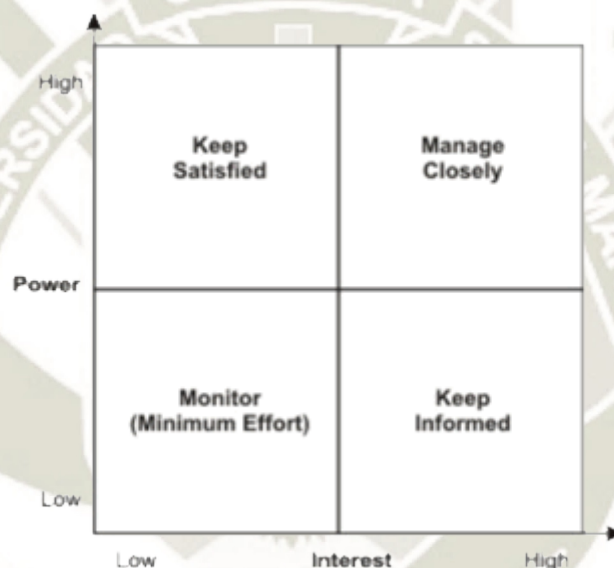 High
Keep
Satisfied
Manage
Closely
Power
Monitor
(Minimum Effort)
Keep
Informed
Low
Low
Interest
High